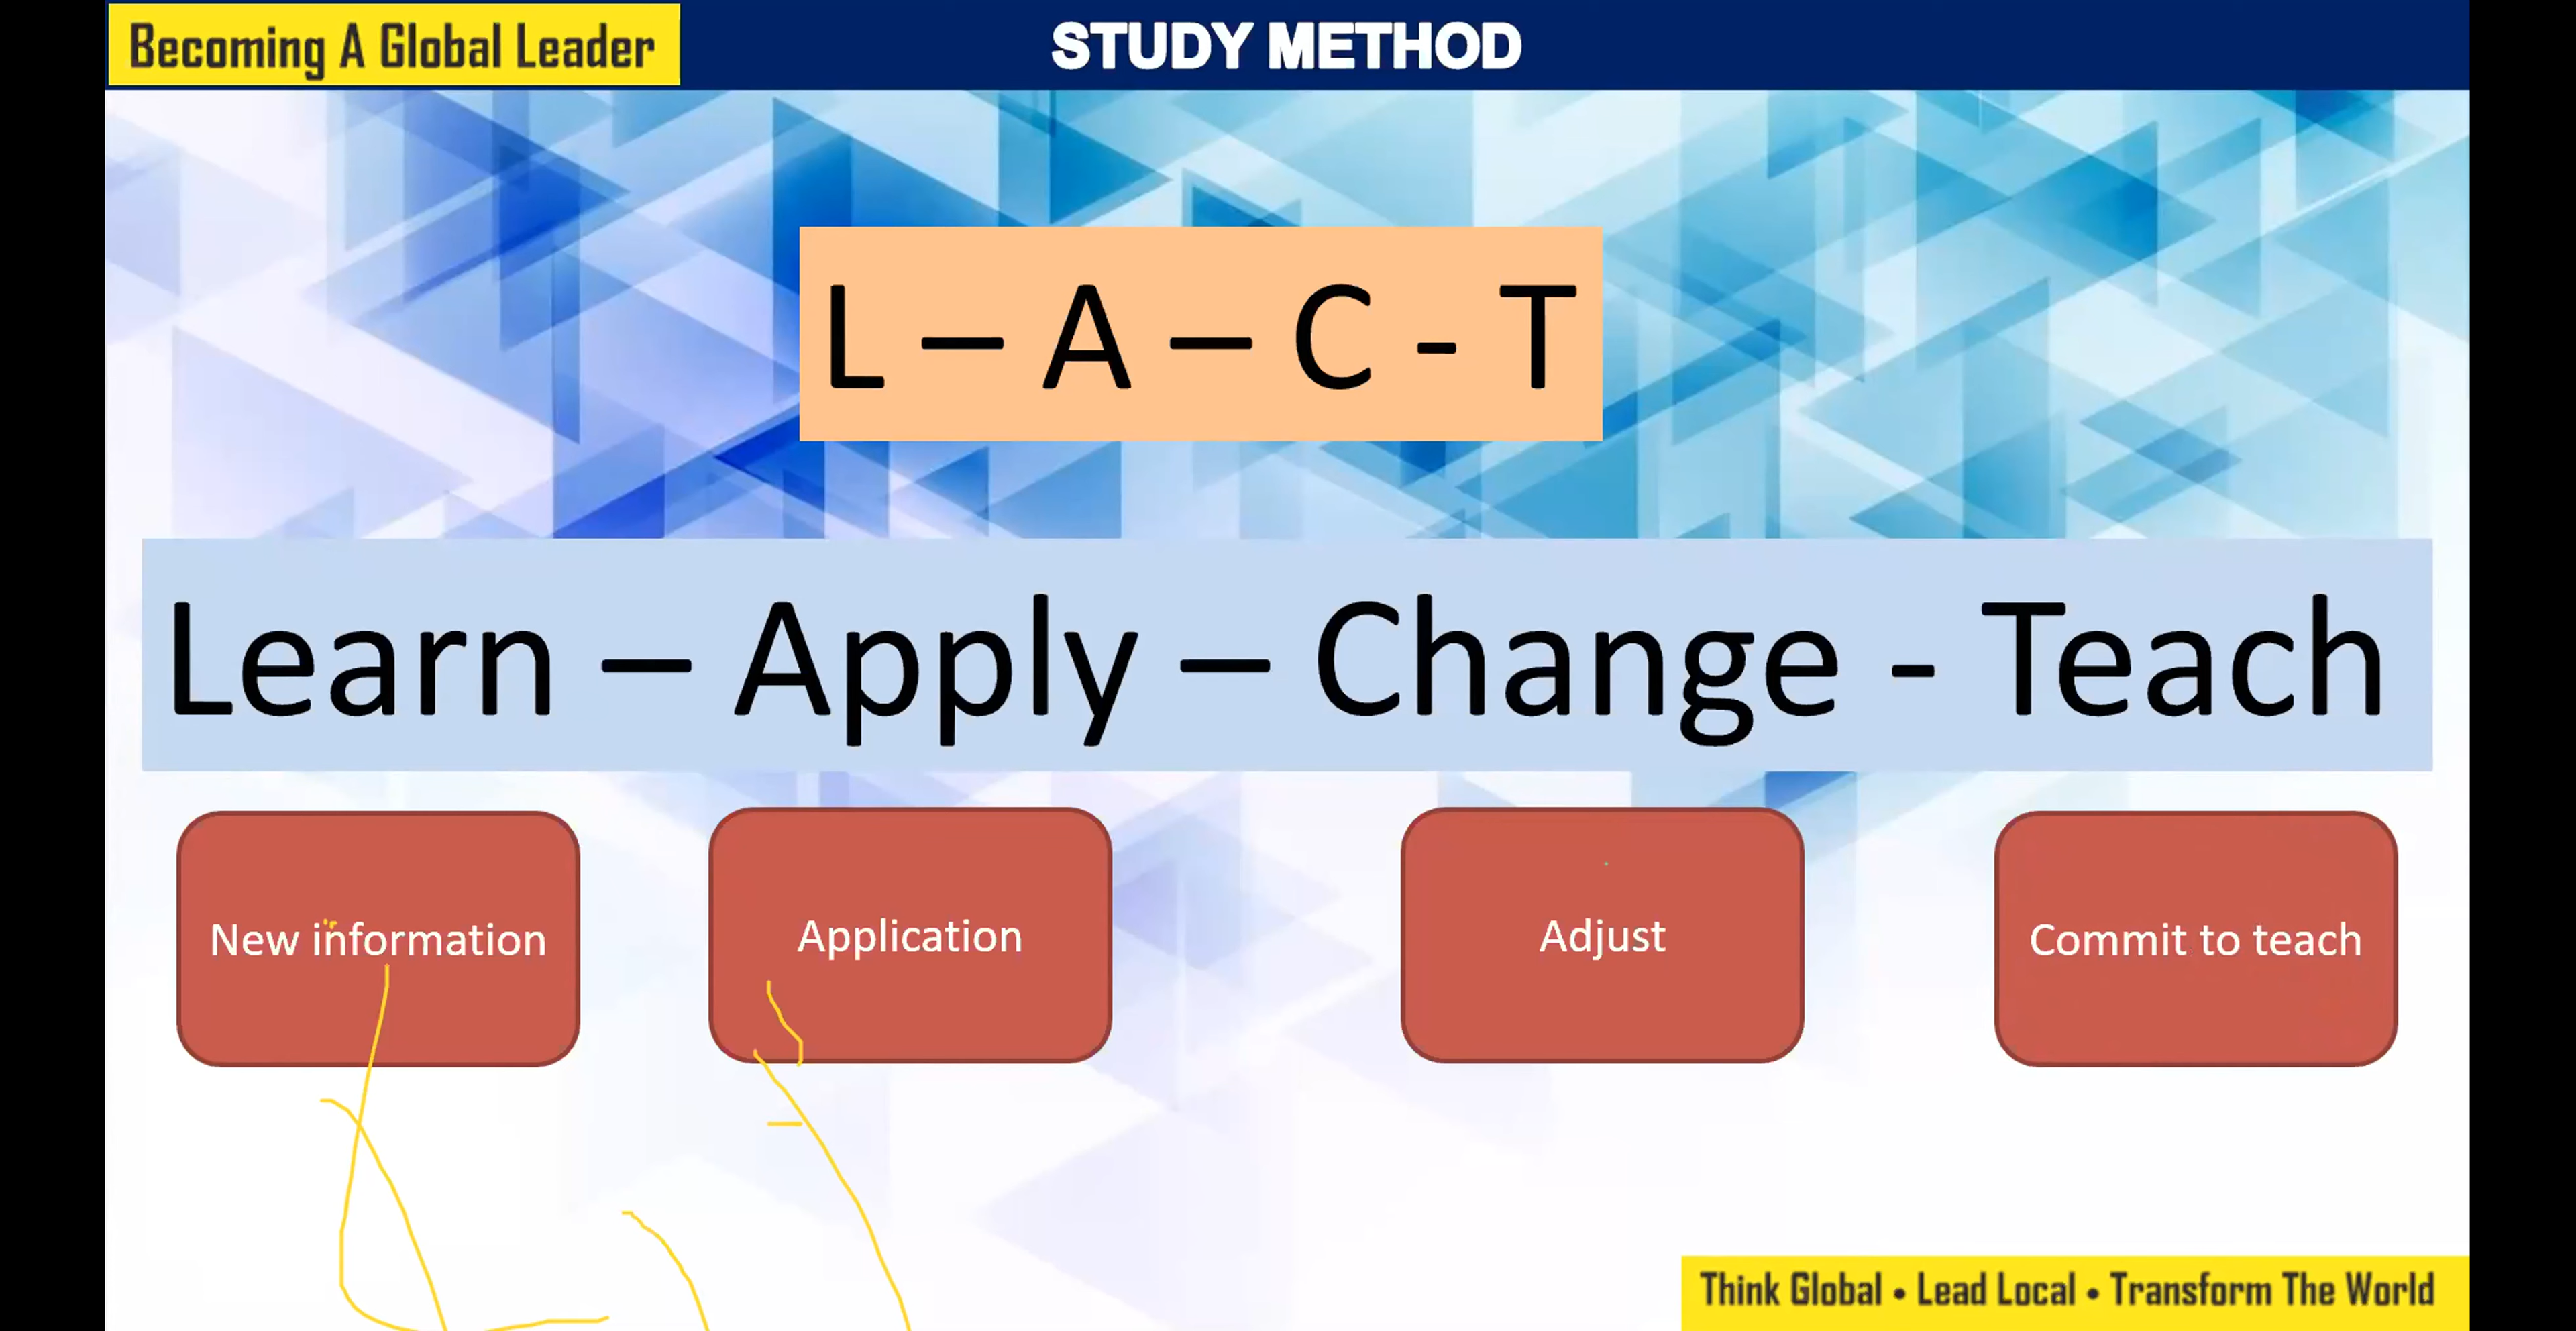 Becoming A Global Leader
STUDY METHOD
L – A – C - T
Learn – Apply – Change - Teach
New information
Application
Adjust
Commit to teach
Think Global • Lead Local • Transform The World